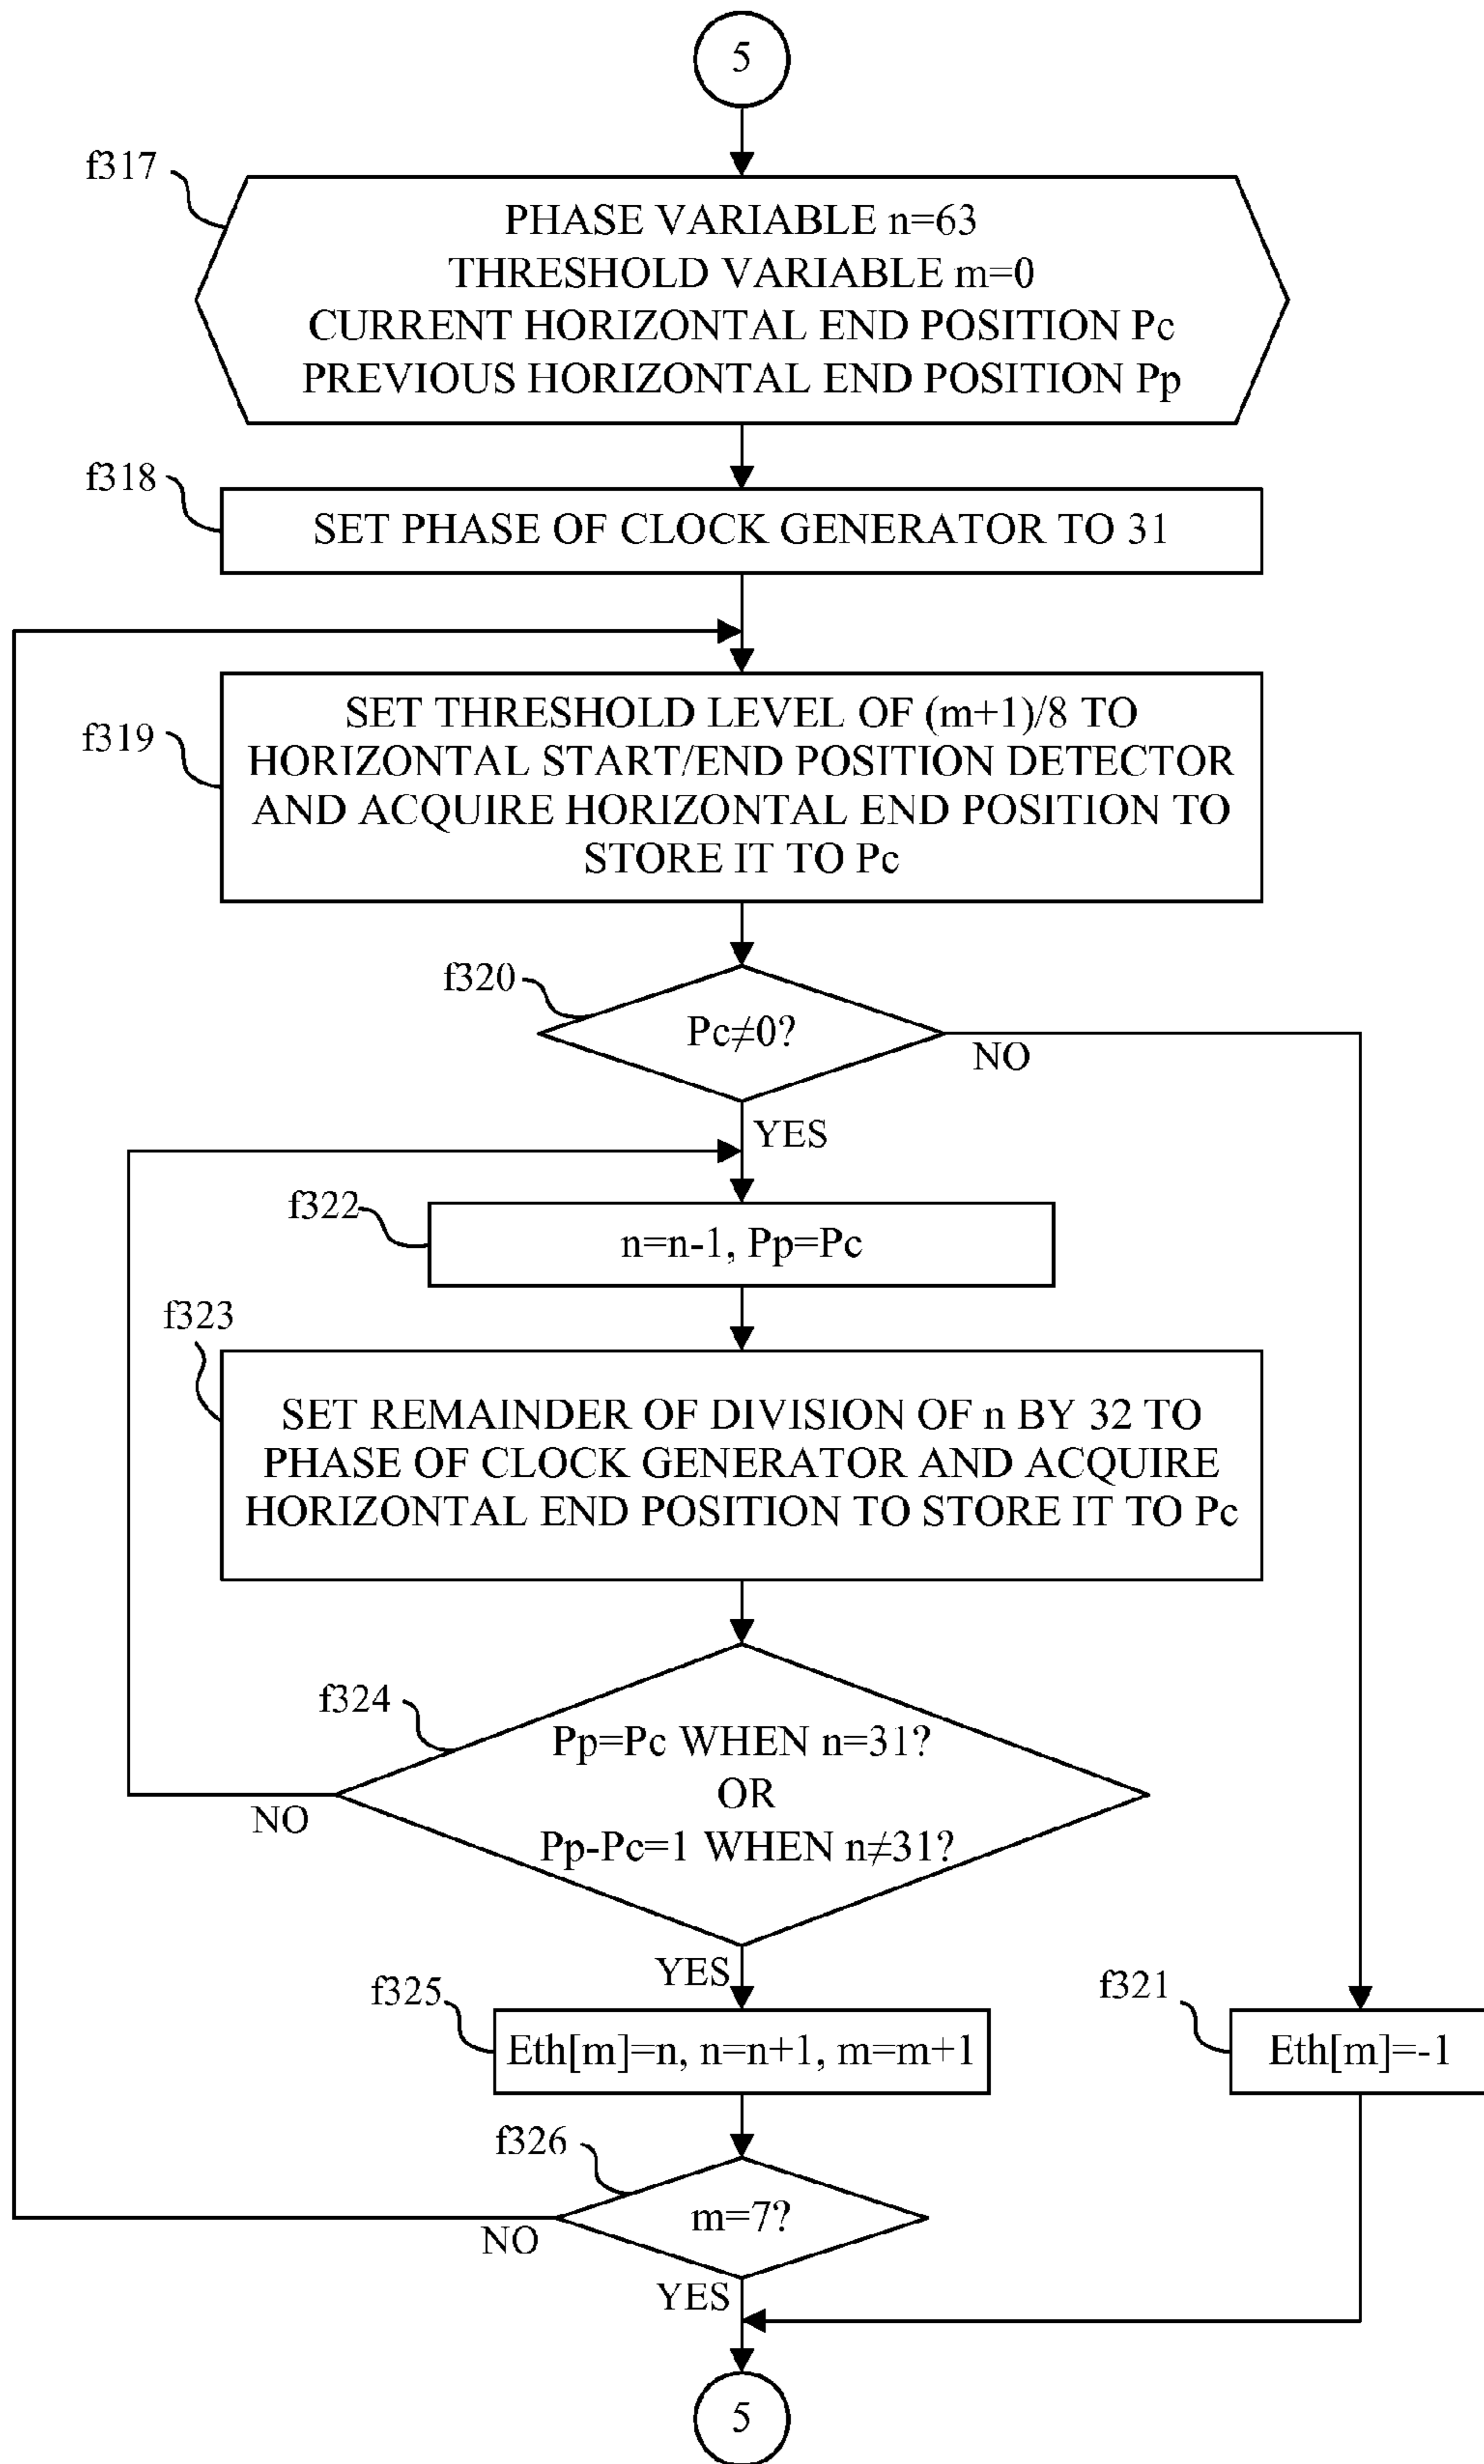 5
f317
PHASE VARIABLE n=63
THRESHOLD VARIABLE m=0
CURRENT HORIZONTAL END POSITION Pc
PREVIOUS HORIZONTAL END POSITION Pp
f318
SET PHASE OF CLOCK GENERATOR TO 31
f319
SET THRESHOLD LEVEL OF (m+1)/8 TO
HORIZONTAL START/END POSITION DETECTOR
AND ACQUIRE HORIZONTAL END POSITION TO
STORE IT TO Pc
f320
Pc≠0?
NO
YES
f322
n=n-1, Pp=Pc
f323
SET REMAINDER OF DIVISION OF n BY 32 TO
PHASE OF CLOCK GENERATOR AND ACQUIRE
HORIZONTAL END POSITION TO STORE IT TO Pc
f324
Pp=Pc WHEN n=31?
OR
Pp-Pc=1 WHEN n≠31?
NO
YES
f325
Eth[m]=n, n=n+1, m=m+1
f321
Eth[m]=-1
f326
m=7?
NO
YES
5